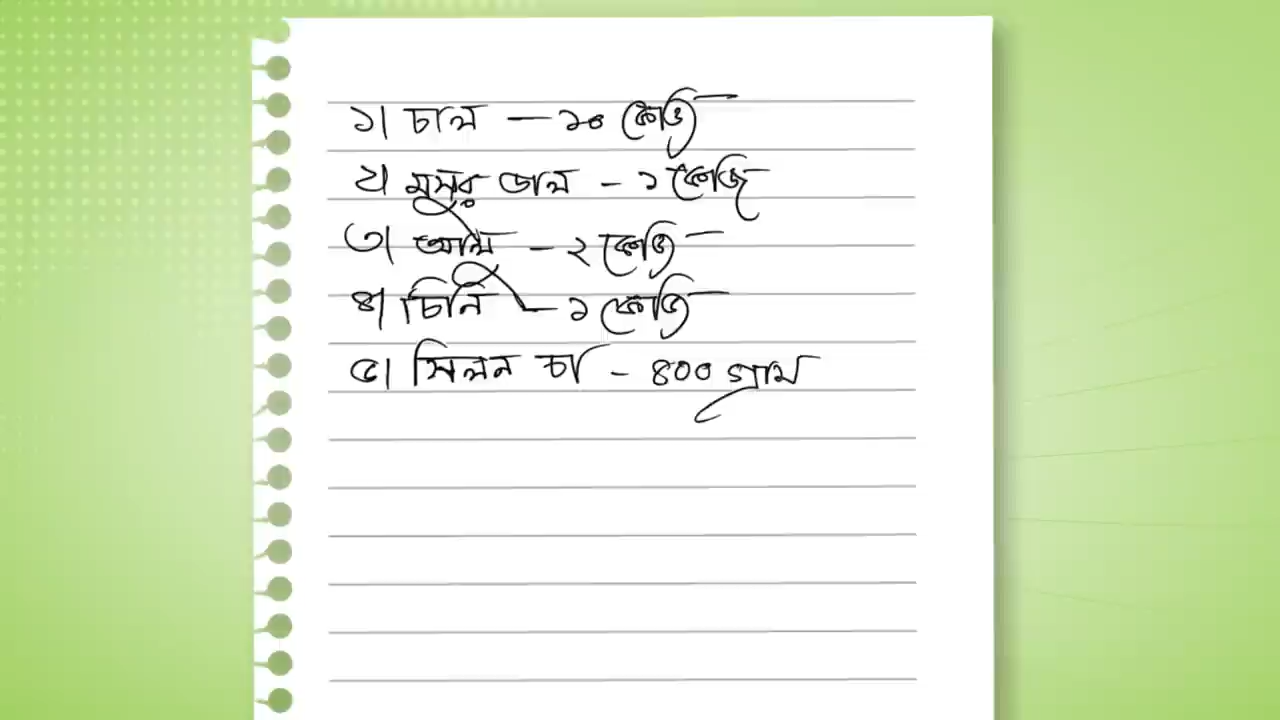 ১। চাল — ১০ কেজি
২। মুসুর ডাল - ১ কেজি
৩। আলু - ২ কেজি
৪। চিনি - ১ কেজি
৫। সিলন চা - ৪০০ গ্রাম